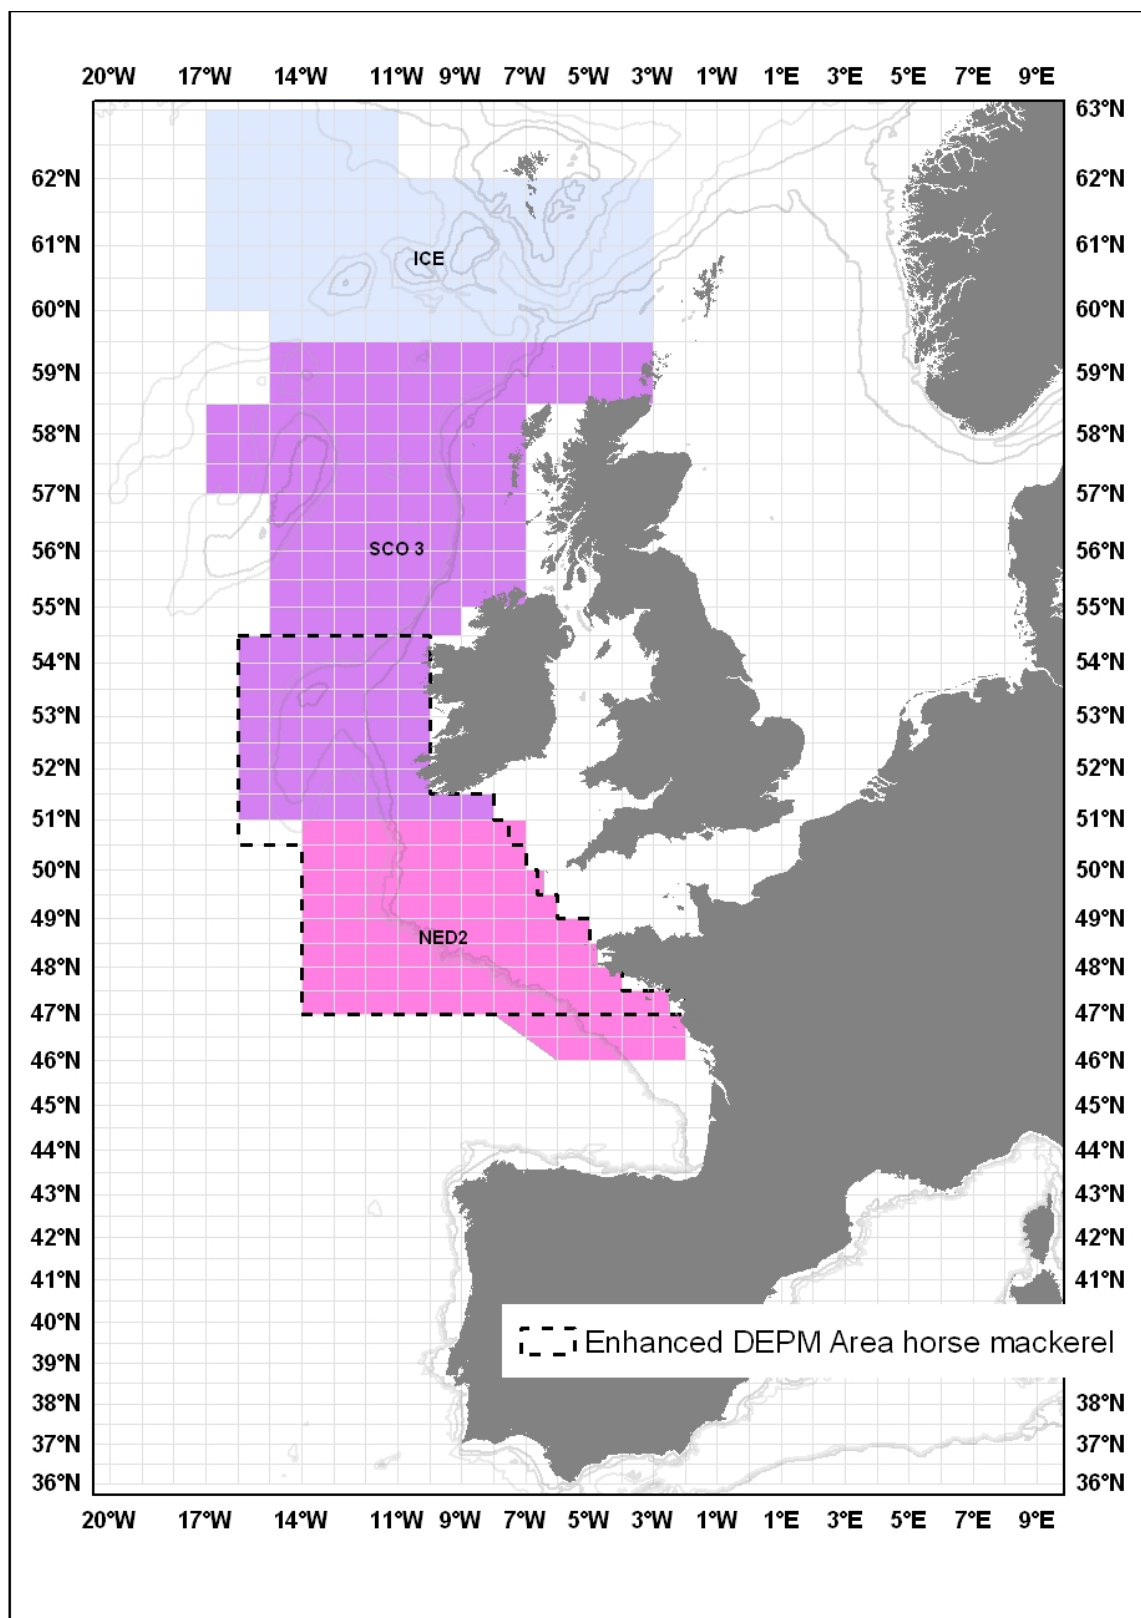 20°W 17°W 14°W 11°W 9°W 7°W 5°W 3°W 1°W 1°E 3°E 5°E 7°E 9°E
63°N
62°N 62°N
61°N 61°N
ICE
60°N 60°N
59°N 59°N
58°N 58°N
57°N 57°N
SCO 3
56°N 56°N
55°N 55°N
54°N 54°N
53°N 53°N
52°N 52°N
51°N 51°N
50°N 50°N
49°N 49°N
NED2
48°N 48°N
47°N 47°N
46°N 46°N
45°N 45°N
44°N 44°N
43°N 43°N
42°N 42°N
41°N 41°N
40°N
Enhanced DEPM Area horse mackerel
39°N
38°N 38°N
37°N 37°N
36°N 36°N
20°W 17°W 14°W 11°W 9°W 7°W 5°W 3°W 1°W 1°E 3°E 5°E 7°E 9°E